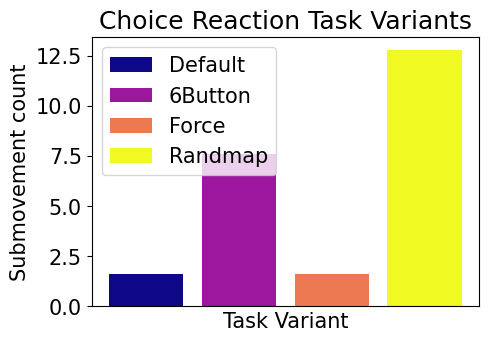 Choice Reaction Task Variants
Submovement count
12.5
10.0
7.5
5.0
2.5
0.0
Default
6Button
Force
Randmap
Task Variant